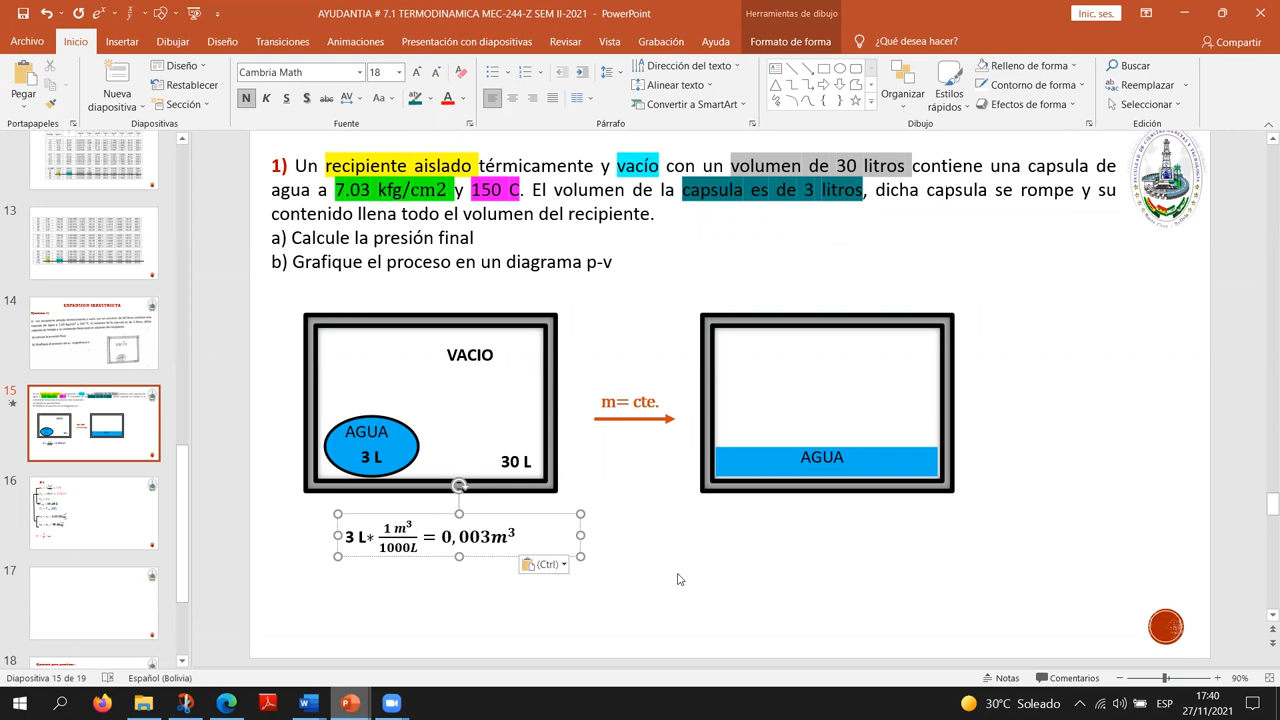 AYUDANTIA # 7.1 TERMODINAMICA MEC-244-Z SEM II-2021 - PowerPoint
Herramientas de dibujo
Inic. ses.
Archivo Inicio Insertar Dibujar Diseño Transiciones Animaciones Presentación con diapositivas Revisar Vista Grabación Ayuda Formato de forma ¿Qué desea hacer? Compartir
Pegar
Nueva diapositiva
Diseño
Restablecer
Sección
Cambria Math 18
N K S S abc AV Aa
Dirección del texto
Alinear texto
Convertir a SmartArt
Organizar
Estilos rápidos
Relleno de forma
Contorno de forma
Efectos de forma
Buscar
Reemplazar
Seleccionar
Portapapeles Diapositivas Fuente Párrafo Dibujo Edición
1) Un recipiente aislado térmicamente y vacío con un volumen de 30 litros contiene una capsula de
agua a 7.03 kfg/cm2 y 150 C. El volumen de la capsula es de 3 litros, dicha capsula se rompe y su
contenido llena todo el volumen del recipiente.
a) Calcule la presión final
b) Grafique el proceso en un diagrama p-v
VACIO
AGUA
3 L
30 L
m= cte.
AGUA
3 L* 1 m³/1000L = 0,003m³
(Ctrl)
13
14
EXPANSION IRRESTRICTA
15
16
17
18
Diapositiva 15 de 19 Español (Bolivia) Notas Comentarios 90%
30°C Soleado ESP 17:40
27/11/2021